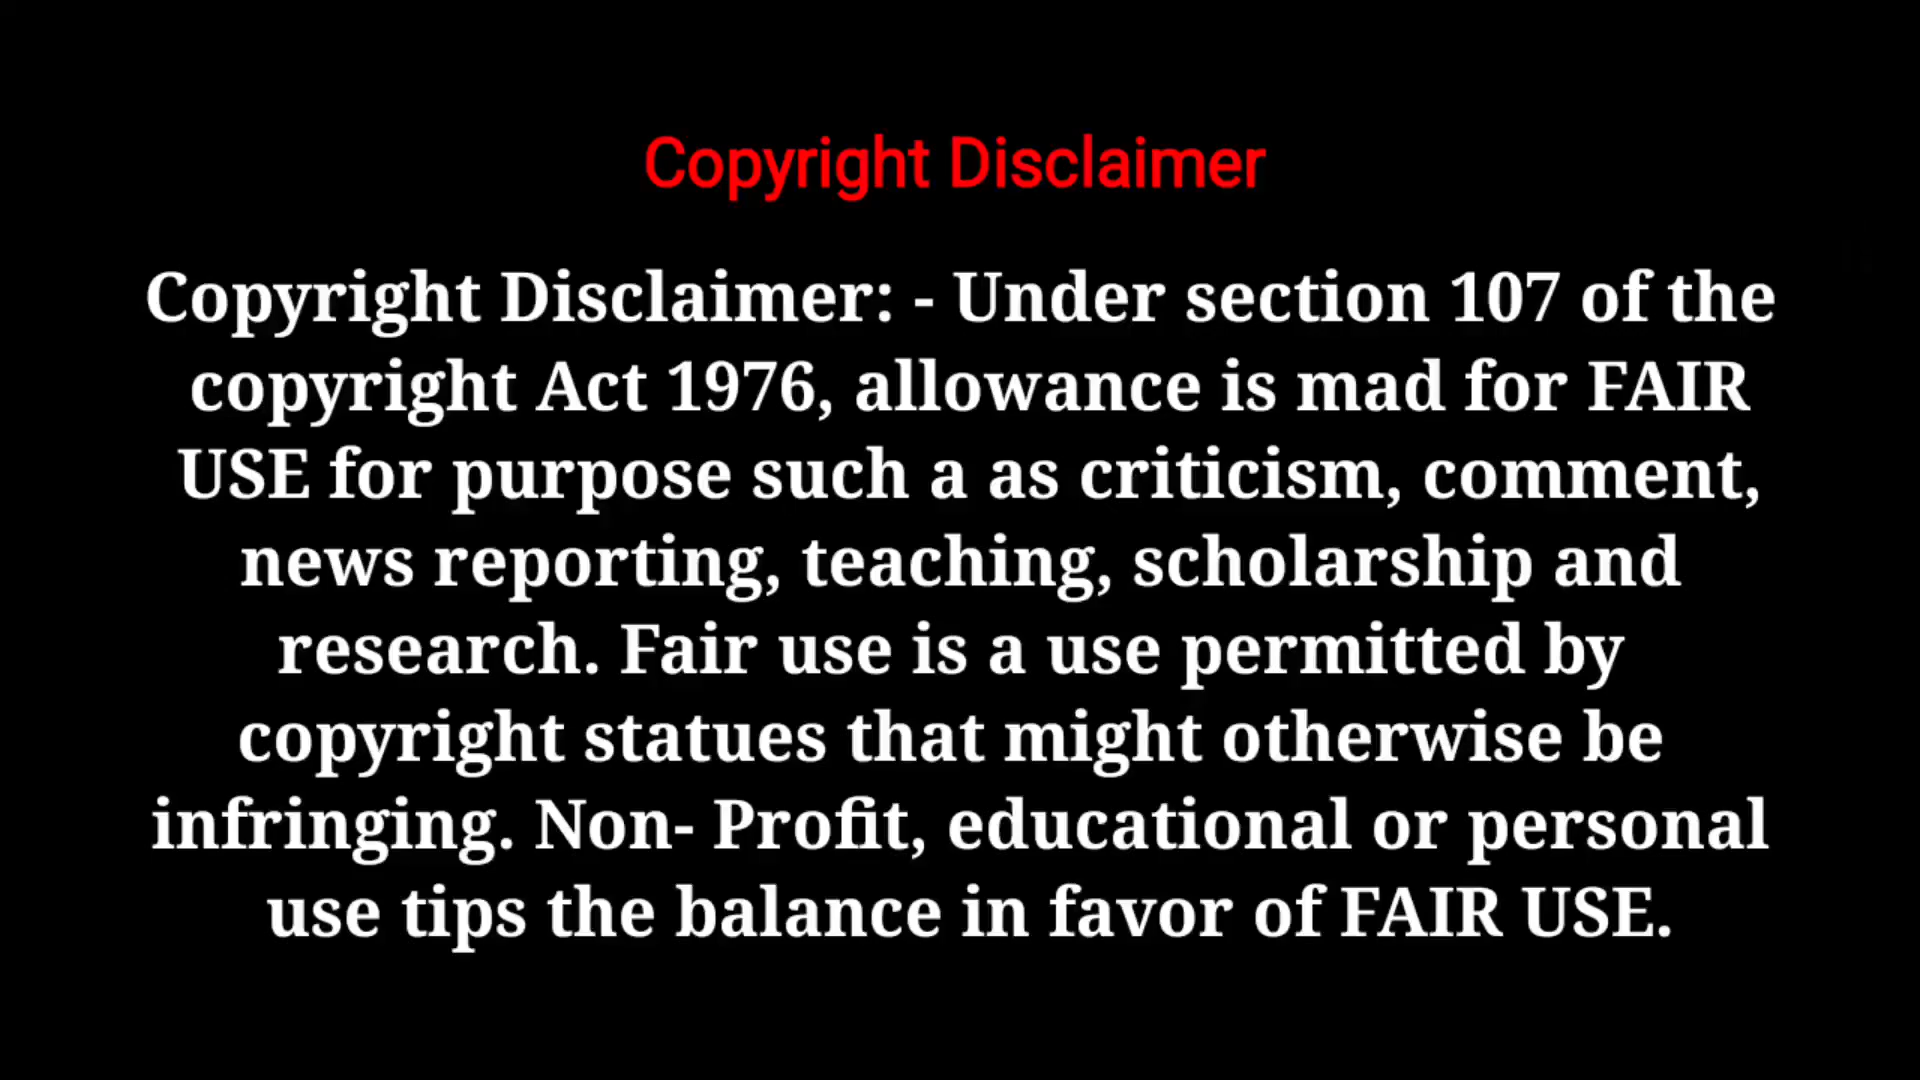 Copyright Disclaimer
Copyright Disclaimer: - Under section 107 of the
copyright Act 1976, allowance is mad for FAIR
USE for purpose such a as criticism, comment,
news reporting, teaching, scholarship and
research. Fair use is a use permitted by
copyright statues that might otherwise be
infringing. Non- Profit, educational or personal
use tips the balance in favor of FAIR USE.